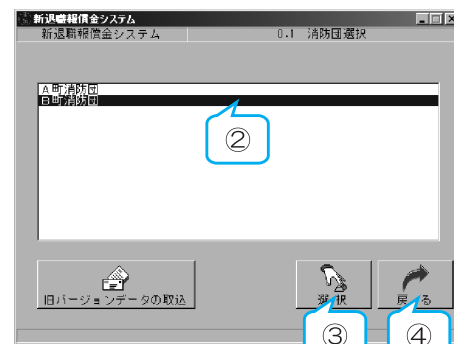 新退職報償金システム
新退職報償金システム 0.1 消防団選択
A町消防団
B町消防団
②
旧バージョンデータの取込
選択
戻る
③
④